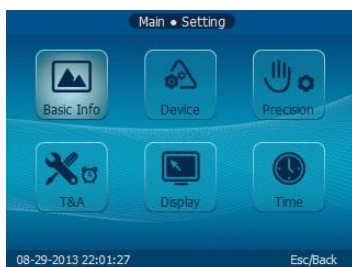 Main ● Setting
Basic Info Device Precision
T&A Display Time
08-29-2013 22:01:27 Esc/Back